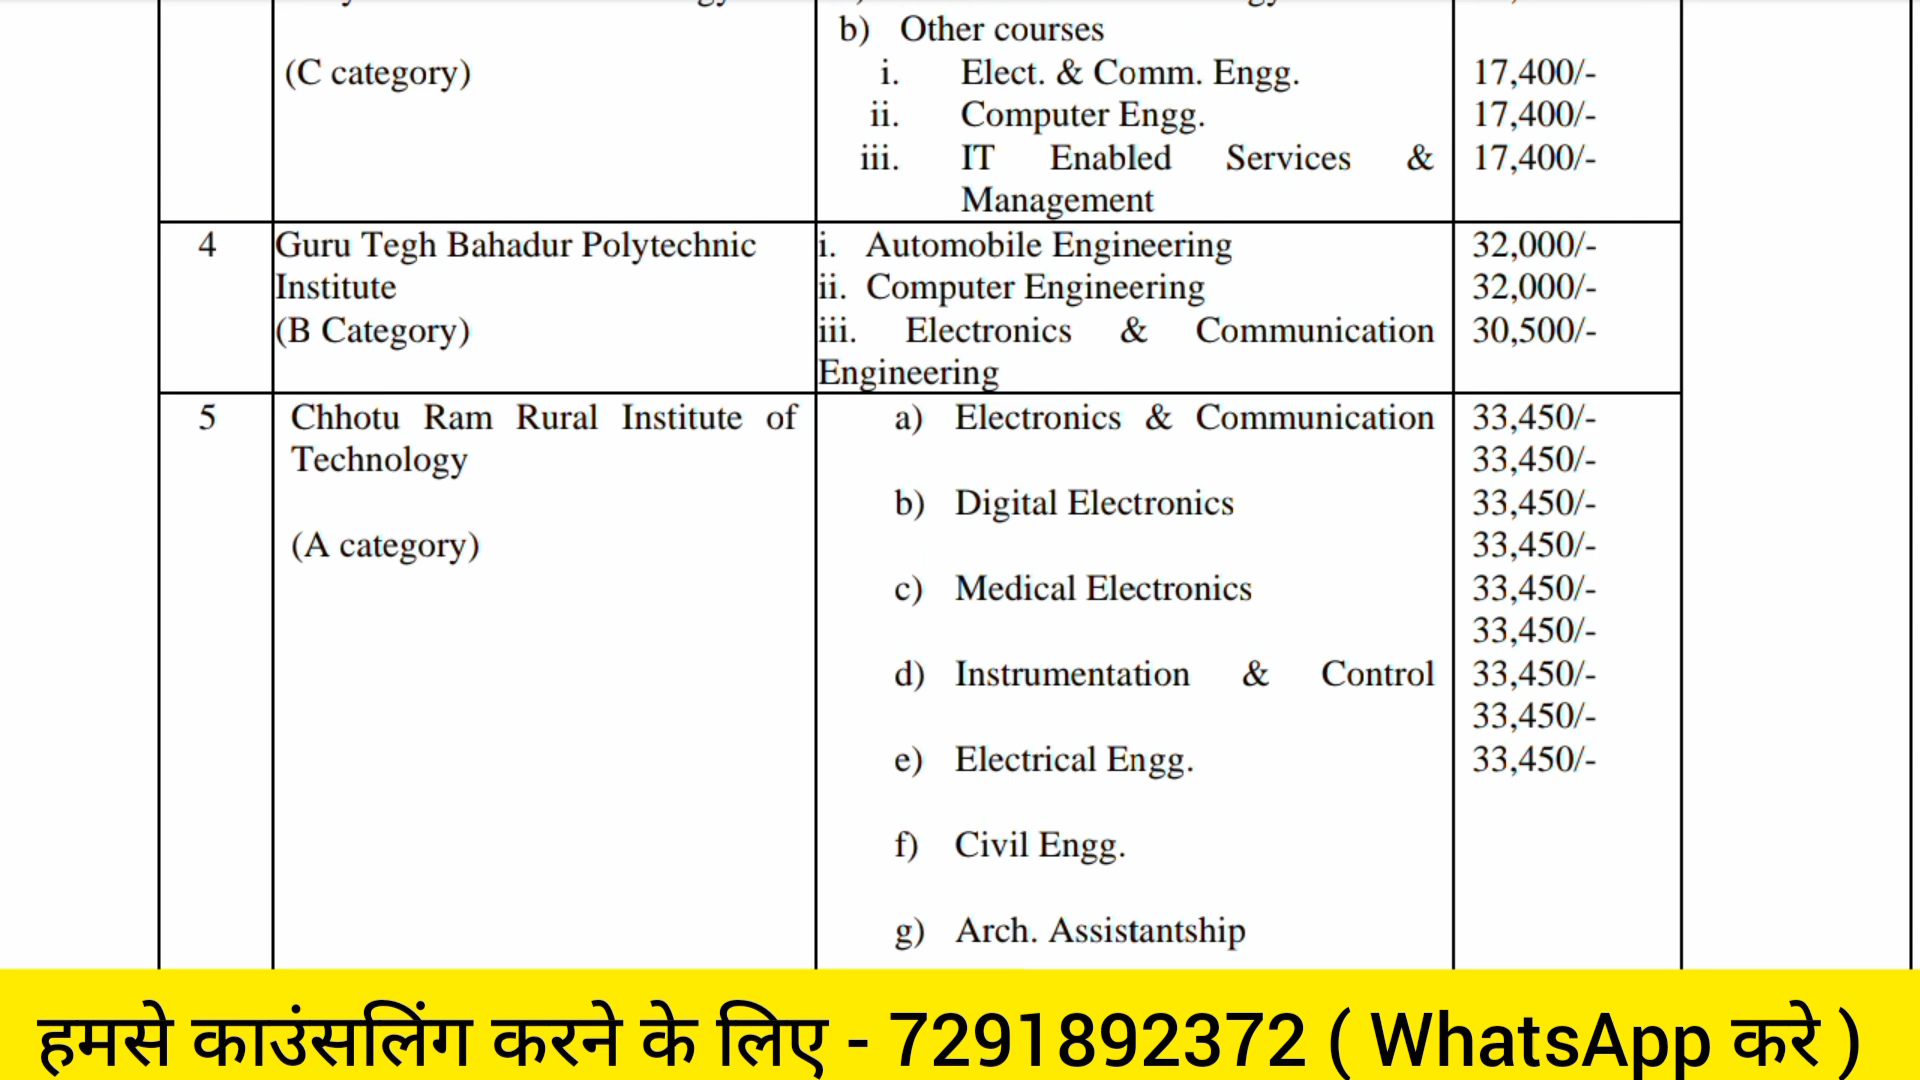 b) Other courses
(C category) i. Elect. & Comm. Engg. 17,400/-
ii. Computer Engg. 17,400/-
iii. IT Enabled Services & 17,400/-
Management
4 Guru Tegh Bahadur Polytechnic i. Automobile Engineering 32,000/-
Institute ii. Computer Engineering 32,000/-
(B Category) iii. Electronics & Communication 30,500/-
Engineering
5 Chhotu Ram Rural Institute of a) Electronics & Communication 33,450/-
Technology 33,450/-
b) Digital Electronics 33,450/-
(A category) 33,450/-
c) Medical Electronics 33,450/-
33,450/-
d) Instrumentation & Control 33,450/-
33,450/-
e) Electrical Engg. 33,450/-
f) Civil Engg.
g) Arch. Assistantship
हमसे काउंसलिंग करने के लिए - 7291892372 ( WhatsApp करे )